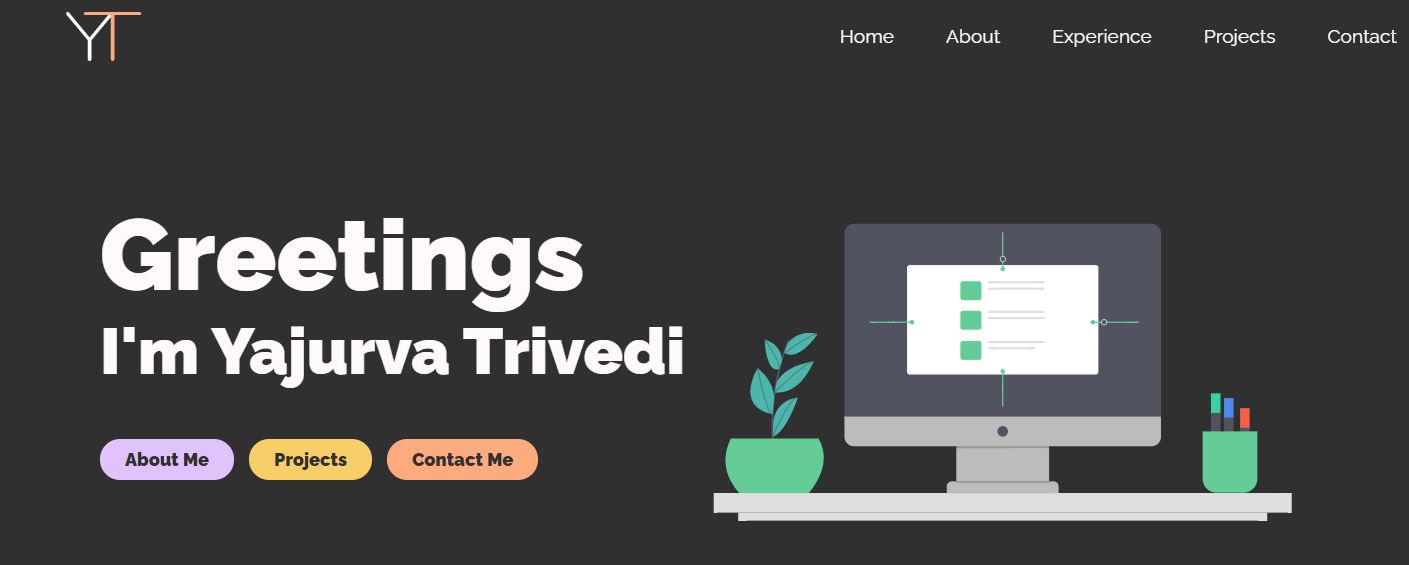 YT
Home About Experience Projects Contact
Greetings
I'm Yajurva Trivedi
About Me Projects Contact Me